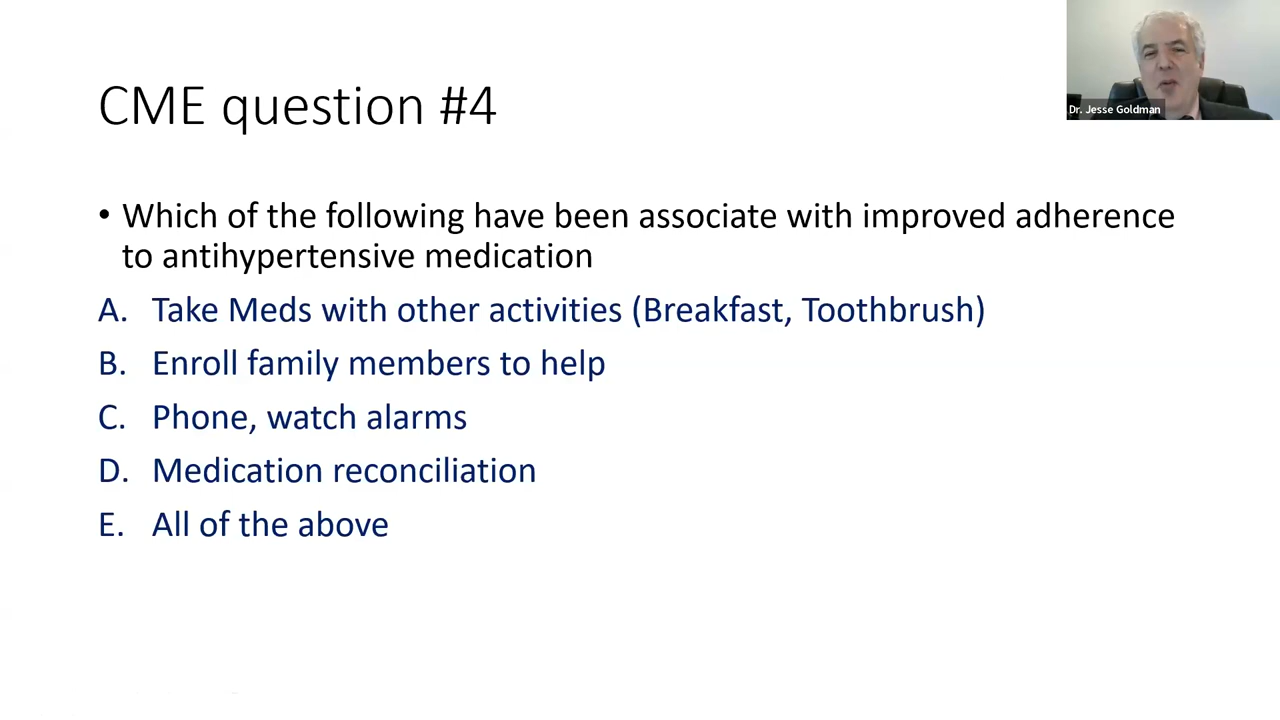 CME question #4
Dr. Jesse Goldman
• Which of the following have been associate with improved adherence
to antihypertensive medication
A. Take Meds with other activities (Breakfast, Toothbrush)
B. Enroll family members to help
C. Phone, watch alarms
D. Medication reconciliation
E. All of the above